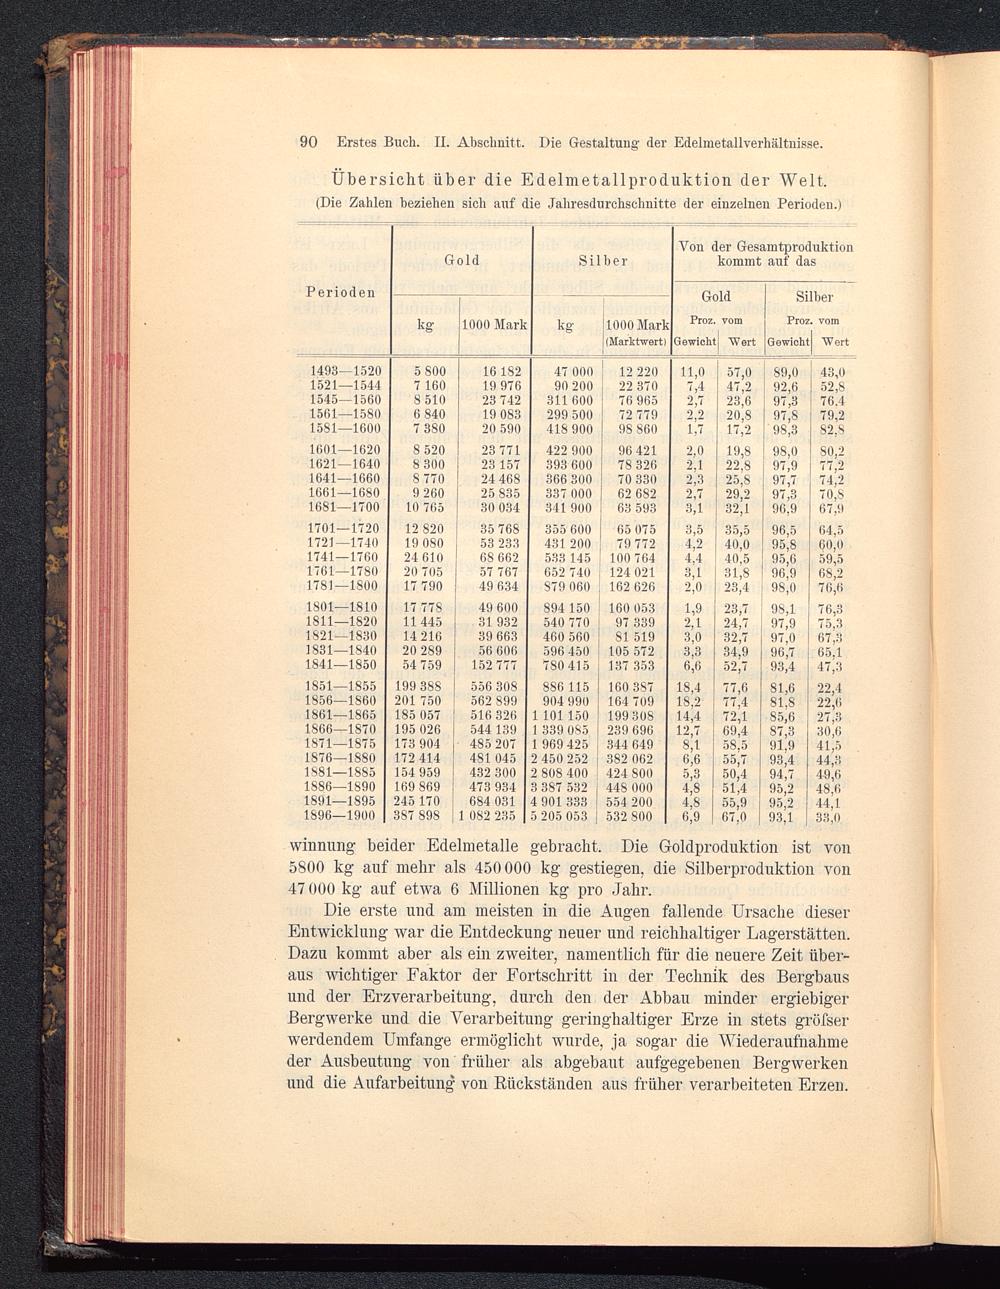 90 Erstes Buch. II. Abschnitt. Die Gestaltung der Edelmetallverhältnisse.
Übersicht über die Edelmetallproduktion der Welt.
(Die Zahlen beziehen sich auf die Jahresdurchschnitte der einzelnen Perioden.)
Perioden Gold Silber Von der Gesamtproduktion
kommt auf das
Gold Silber
kg 1000 Mark kg 1000 Mark Proz. vom Proz. vom
(Marktwert) Gewicht Wert Gewicht Wert
1493—1520 5 800 16 182 47 000 12 220 11,0 57,0 89,0 43,0
1521—1544 7 160 19 976 90 200 22 370 7,4 47,2 92,6 52,8
1545—1560 8 510 23 742 311 600 76 965 2,7 23,6 97,3 76.4
1561—1580 6 840 19 083 299 500 72 779 2,2 20,8 97,8 79,2
1581—1600 7 380 20 590 418 900 98 860 1,7 17,2 98,3 82,8
1601—1620 8 520 23 771 422 900 96 421 2,0 19,8 98,0 80,2
1621—1640 8 300 23 157 393 600 78 326 2,1 22,8 97,9 77,2
1641—1660 8 770 24 468 366 300 70 330 2,3 25,8 97,7 74,2
1661—1680 9 260 25 835 337 000 62 682 2,7 29,2 97,3 70,8
1681—1700 10 765 30 034 341 900 63 593 3,1 32,1 96,9 67,9
1701—1720 12 820 35 768 355 600 65 075 3,5 35,5 96,5 64,5
1721—1740 19 080 53 233 431 200 79 772 4,2 40,0 95,8 60,0
1741—1760 24 610 68 662 533 145 100 764 4,4 40,5 95,6 59,5
1761—1780 20 705 57 767 652 740 124 021 3,1 31,8 96,9 68,2
1781—1800 17 790 49 634 879 060 162 626 2,0 23,4 98,0 76,6
1801—1810 17 778 49 600 894 150 160 053 1,9 23,7 98,1 76,3
1811—1820 11 445 31 932 540 770 97 339 2,1 24,7 97,9 75,3
1821—1830 14 216 39 663 460 560 81 519 3,0 32,7 97,0 67,3
1831—1840 20 289 56 606 596 450 105 572 3,3 34,9 96,7 65,1
1841—1850 54 759 152 777 780 415 137 353 6,6 52,7 93,4 47,3
1851—1855 199 388 556 308 886 115 160 387 18,4 77,6 81,6 22,4
1856—1860 201 750 562 899 904 990 164 709 18,2 77,4 81,8 22,6
1861—1865 185 057 516 326 1 101 150 199 308 14,4 72,1 85,6 27,3
1866—1870 195 026 544 139 1 339 085 239 696 12,7 69,4 87,3 30,6
1871—1875 173 904 485 207 1 969 425 344 649 8,1 58,5 91,9 41,5
1876—1880 172 414 481 045 2 450 252 382 062 6,6 55,7 93,4 44,3
1881—1885 154 959 432 300 2 808 400 424 800 5,3 50,4 94,7 49,6
1886—1890 169 869 473 934 3 387 532 448 000 4,8 51,4 95,2 48,6
1891—1895 245 170 684 031 4 901 333 554 200 4,8 55,9 95,2 44,1
1896—1900 387 898 1 082 235 5 205 053 532 800 6,9 67,0 93,1 33,0
winnung beider Edelmetalle gebracht. Die Goldproduktion ist von
5800 kg auf mehr als 450 000 kg gestiegen, die Silberproduktion von
47 000 kg auf etwa 6 Millionen kg pro Jahr.
Die erste und am meisten in die Augen fallende Ursache dieser
Entwicklung war die Entdeckung neuer und reichhaltiger Lagerstätten.
Dazu kommt aber als ein zweiter, namentlich für die neuere Zeit über-
aus wichtiger Faktor der Fortschritt in der Technik des Bergbaus
und der Erzverarbeitung, durch den der Abbau minder ergiebiger
Bergwerke und die Verarbeitung geringhaltiger Erze in stets gröſser
werdendem Umfange ermöglicht wurde, ja sogar die Wiederaufnahme
der Ausbeutung von früher als abgebaut aufgegebenen Bergwerken
und die Aufarbeitung von Rückständen aus früher verarbeiteten Erzen.